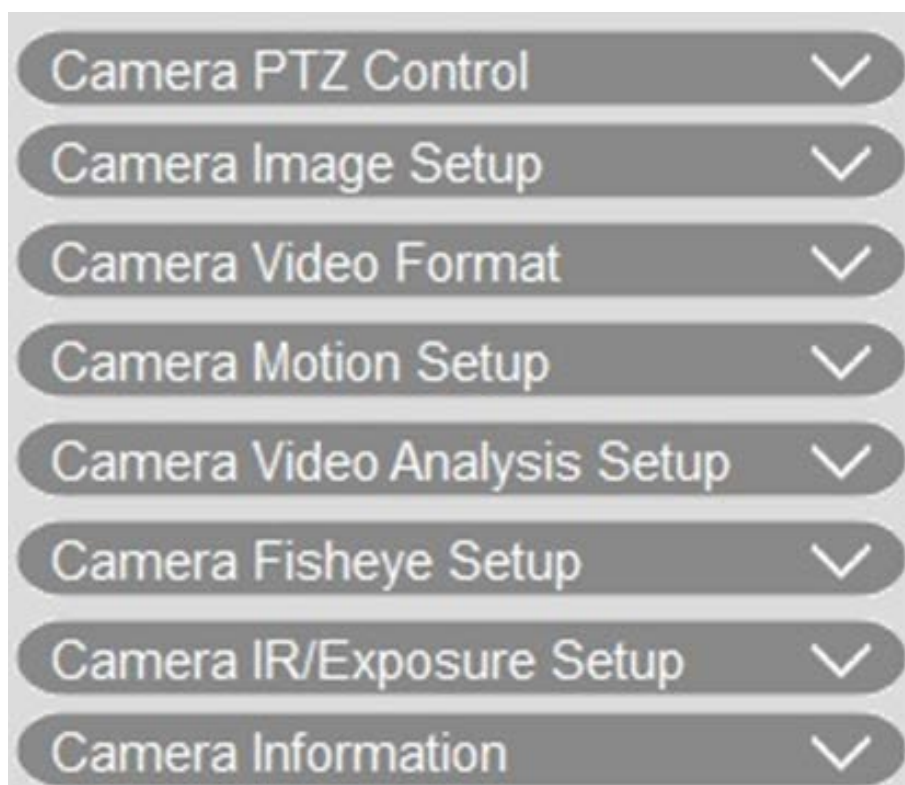 Camera PTZ Control
Camera Image Setup
Camera Video Format
Camera Motion Setup
Camera Video Analysis Setup
Camera Fisheye Setup
Camera IR/Exposure Setup
Camera Information